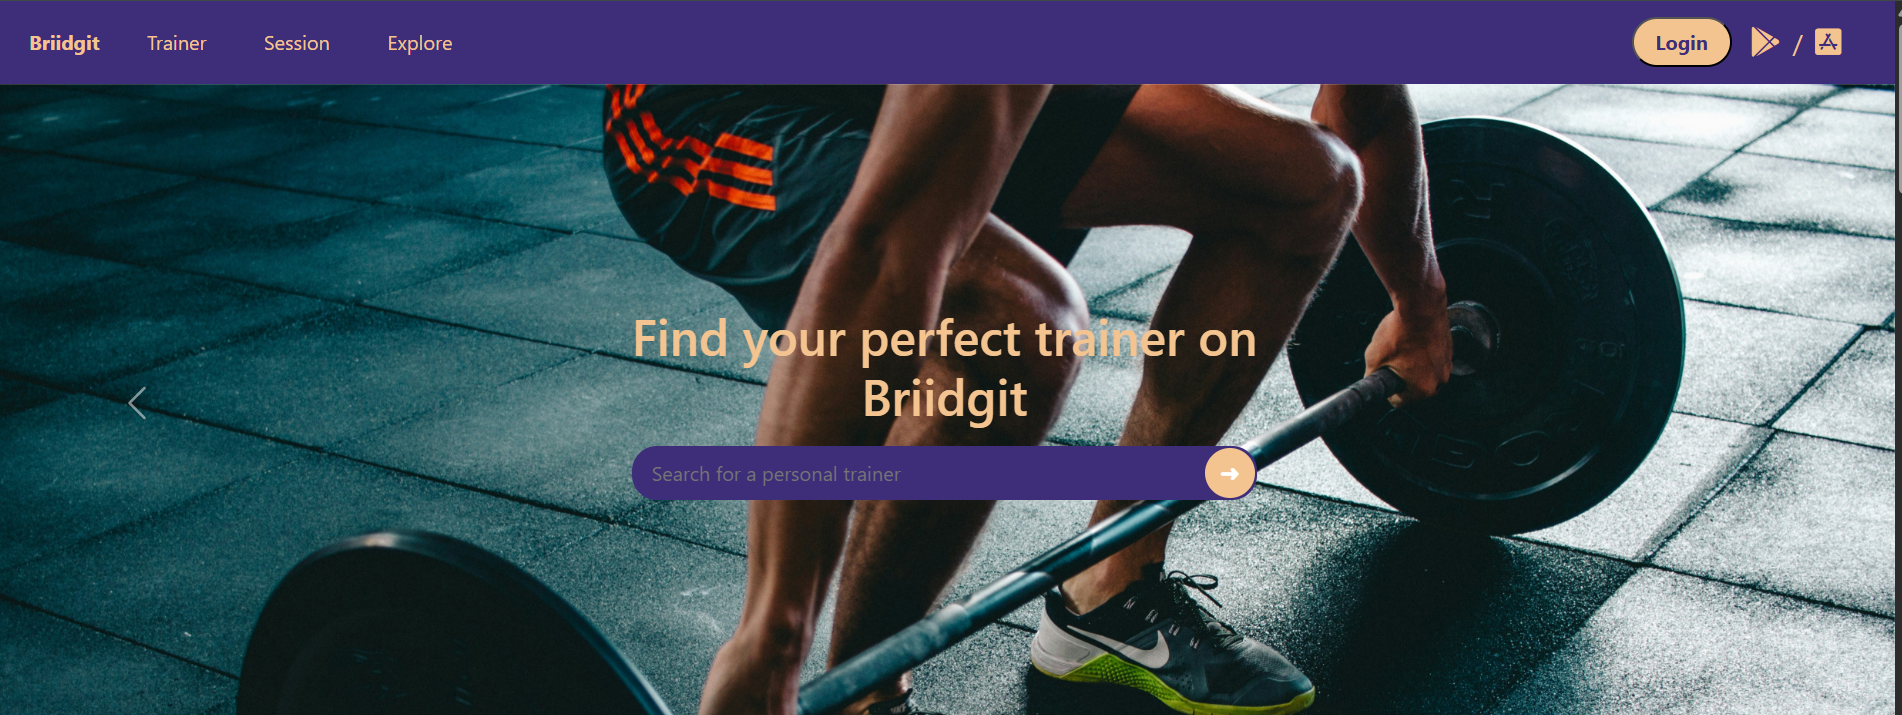 Briidgit Trainer Session Explore Login /
Find your perfect trainer on
Briidgit
Search for a personal trainer